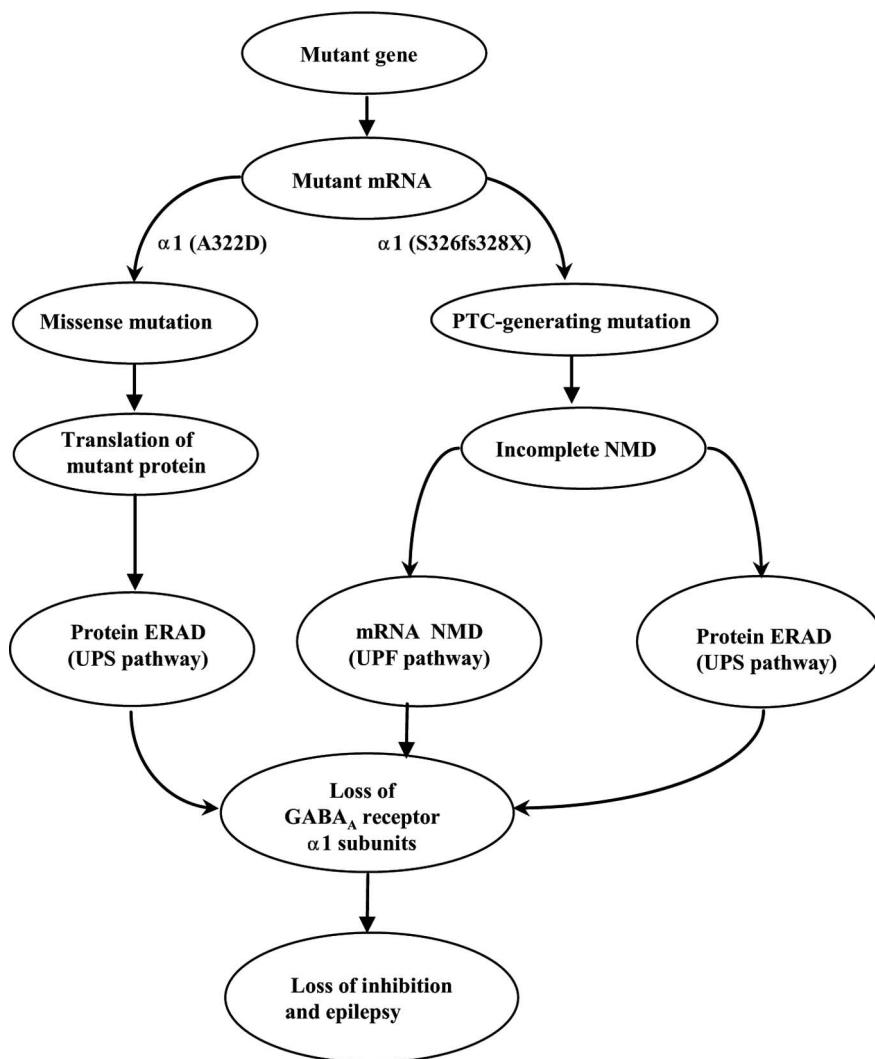 Mutant gene
Mutant mRNA
α1 (A322D)
α1 (S326fs328X)
Missense mutation
PTC-generating mutation
Translation of
mutant protein
Incomplete NMD
Protein ERAD
(UPS pathway)
mRNA NMD
(UPF pathway)
Protein ERAD
(UPS pathway)
Loss of
GABA_A receptor
α1 subunits
Loss of inhibition
and epilepsy